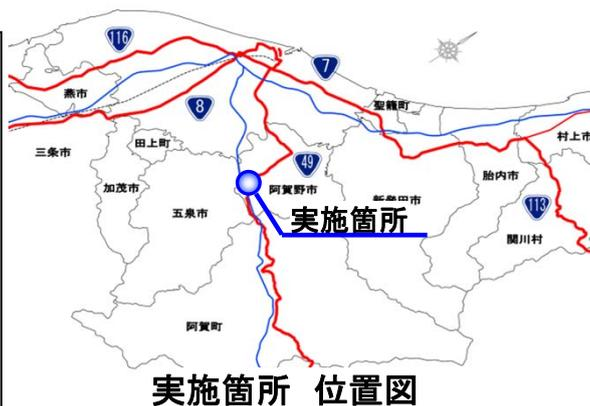 116
7
燕市
8
聖籠町
三条市
田上町
村上市
49
加茂市
阿賀野市
胎内市
新発田市
五泉市
実施箇所
113
関川村
阿賀町
実施箇所 位置図